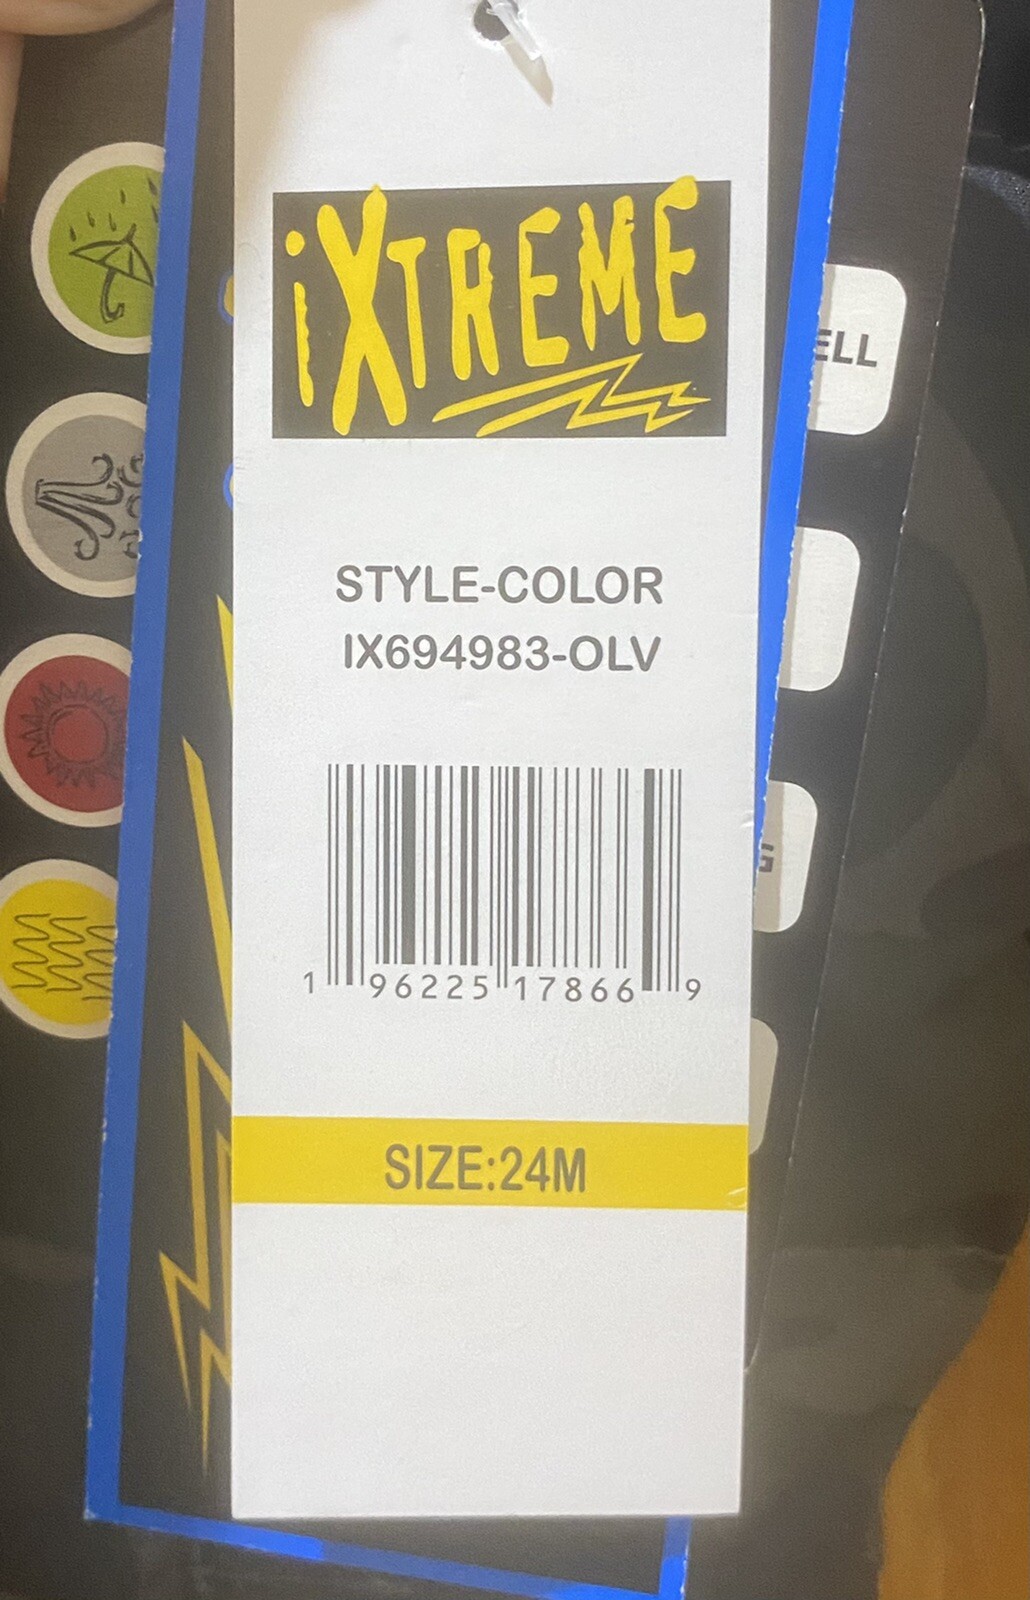 iXTREME
ELL
STYLE-COLOR
IX694983-OLV
1 96225 17866 9
SIZE:24M